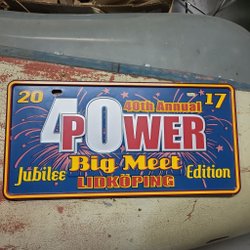 20 17
40th Annual
POWER
Big Meet
Jubilee Edition
LIDKÖPING